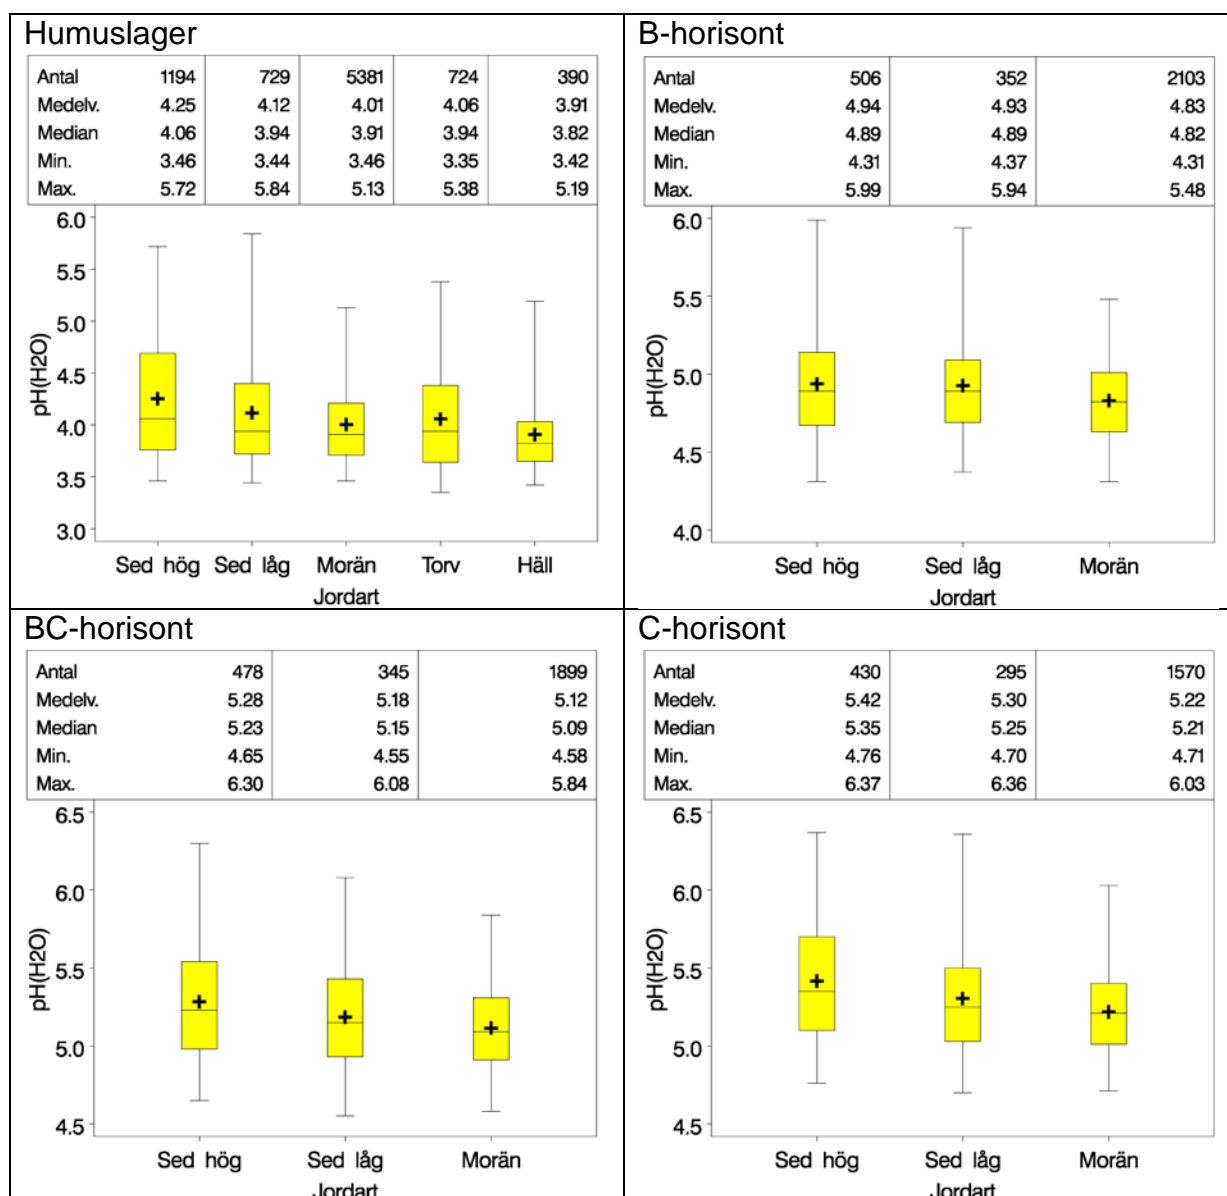 Humuslager
Antal 1194 729 5381 724 390
Medelv. 4.25 4.12 4.01 4.06 3.91
Median 4.06 3.94 3.91 3.94 3.82
Min. 3.46 3.44 3.46 3.35 3.42
Max. 5.72 5.84 5.13 5.38 5.19
6.0
5.5
5.0
4.5
4.0
3.5
3.0
pH(H2O)
Sed hög Sed låg Morän Torv Häll
Jordart
B-horisont
Antal 506 352 2103
Medelv. 4.94 4.93 4.83
Median 4.89 4.89 4.82
Min. 4.31 4.37 4.31
Max. 5.99 5.94 5.48
6.0
5.5
5.0
4.5
4.0
pH(H2O)
Sed hög Sed låg Morän
Jordart
BC-horisont
Antal 478 345 1899
Medelv. 5.28 5.18 5.12
Median 5.23 5.15 5.09
Min. 4.65 4.55 4.58
Max. 6.30 6.08 5.84
6.5
6.0
5.5
5.0
4.5
pH(H2O)
Sed hög Sed låg Morän
Jordart
C-horisont
Antal 430 295 1570
Medelv. 5.42 5.30 5.22
Median 5.35 5.25 5.21
Min. 4.76 4.70 4.71
Max. 6.37 6.36 6.03
6.5
6.0
5.5
5.0
4.5
pH(H2O)
Sed hög Sed låg Morän
Jordart